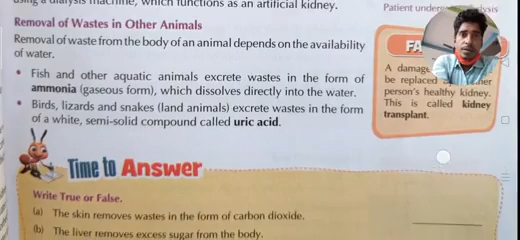 using a dialysis machine, which functions as an artificial kidney.
Removal of Wastes in Other Animals
Removal of waste from the body of an animal depends on the availability
of water.
• Fish and other aquatic animals excrete wastes in the form of
ammonia (gaseous form), which dissolves directly into the water.
• Birds, lizards and snakes (land animals) excrete wastes in the form
of a white, semi-solid compound called uric acid.
Patient
FA
A
be replaced
person's healthy kidney.
This is called kidney
transplant.
Time to Answer
Write True or False.
(a) The skin removes wastes in the form of carbon dioxide.
(b) The liver removes excess sugar from the body.